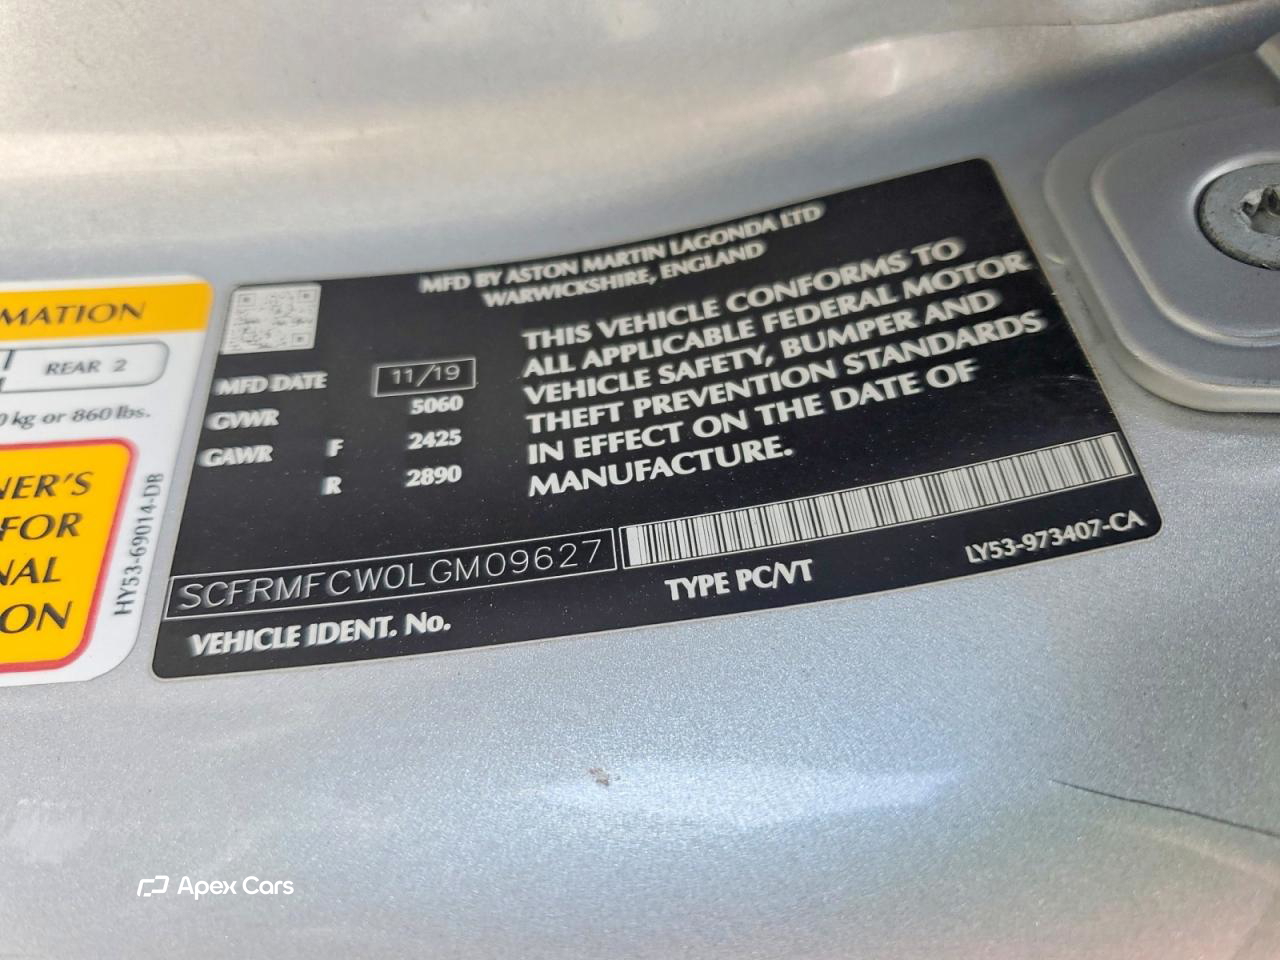 MATION
REAR 2
0 kg or 860 lbs.
NER'S
FOR
NAL
ON
HY53-69014-DB
MFD BY ASTON MARTIN LAGONDA LTD
WARWICKSHIRE, ENGLAND
MFD DATE 11/19
GVWR 5060
GAWR F 2425
R 2890
THIS VEHICLE CONFORMS TO
ALL APPLICABLE FEDERAL MOTOR
VEHICLE SAFETY, BUMPER AND
THEFT PREVENTION STANDARDS
IN EFFECT ON THE DATE OF
MANUFACTURE.
SCFRMFCW0LGM09627
VEHICLE IDENT. No.
TYPE PC/VT
LY53-973407-CA
Apex Cars